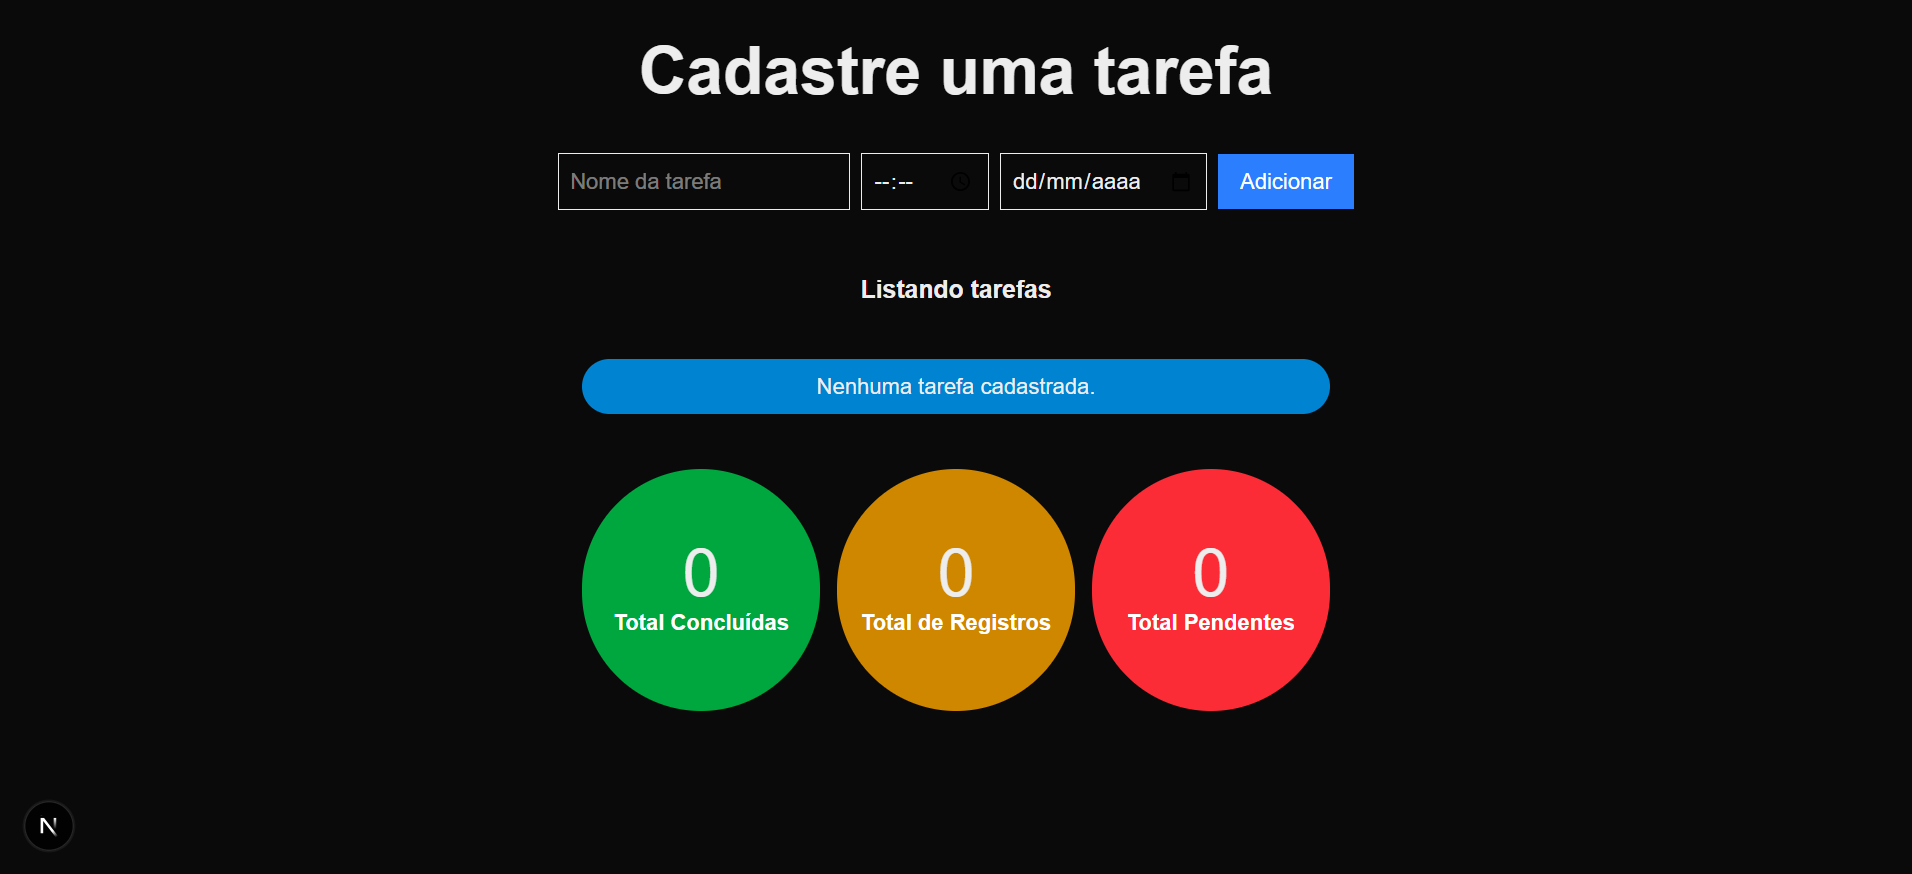 Cadastre uma tarefa
Nome da tarefa --:-- dd/mm/aaaa Adicionar
Listando tarefas
Nenhuma tarefa cadastrada.
0 0 0
Total Concluídas Total de Registros Total Pendentes
N